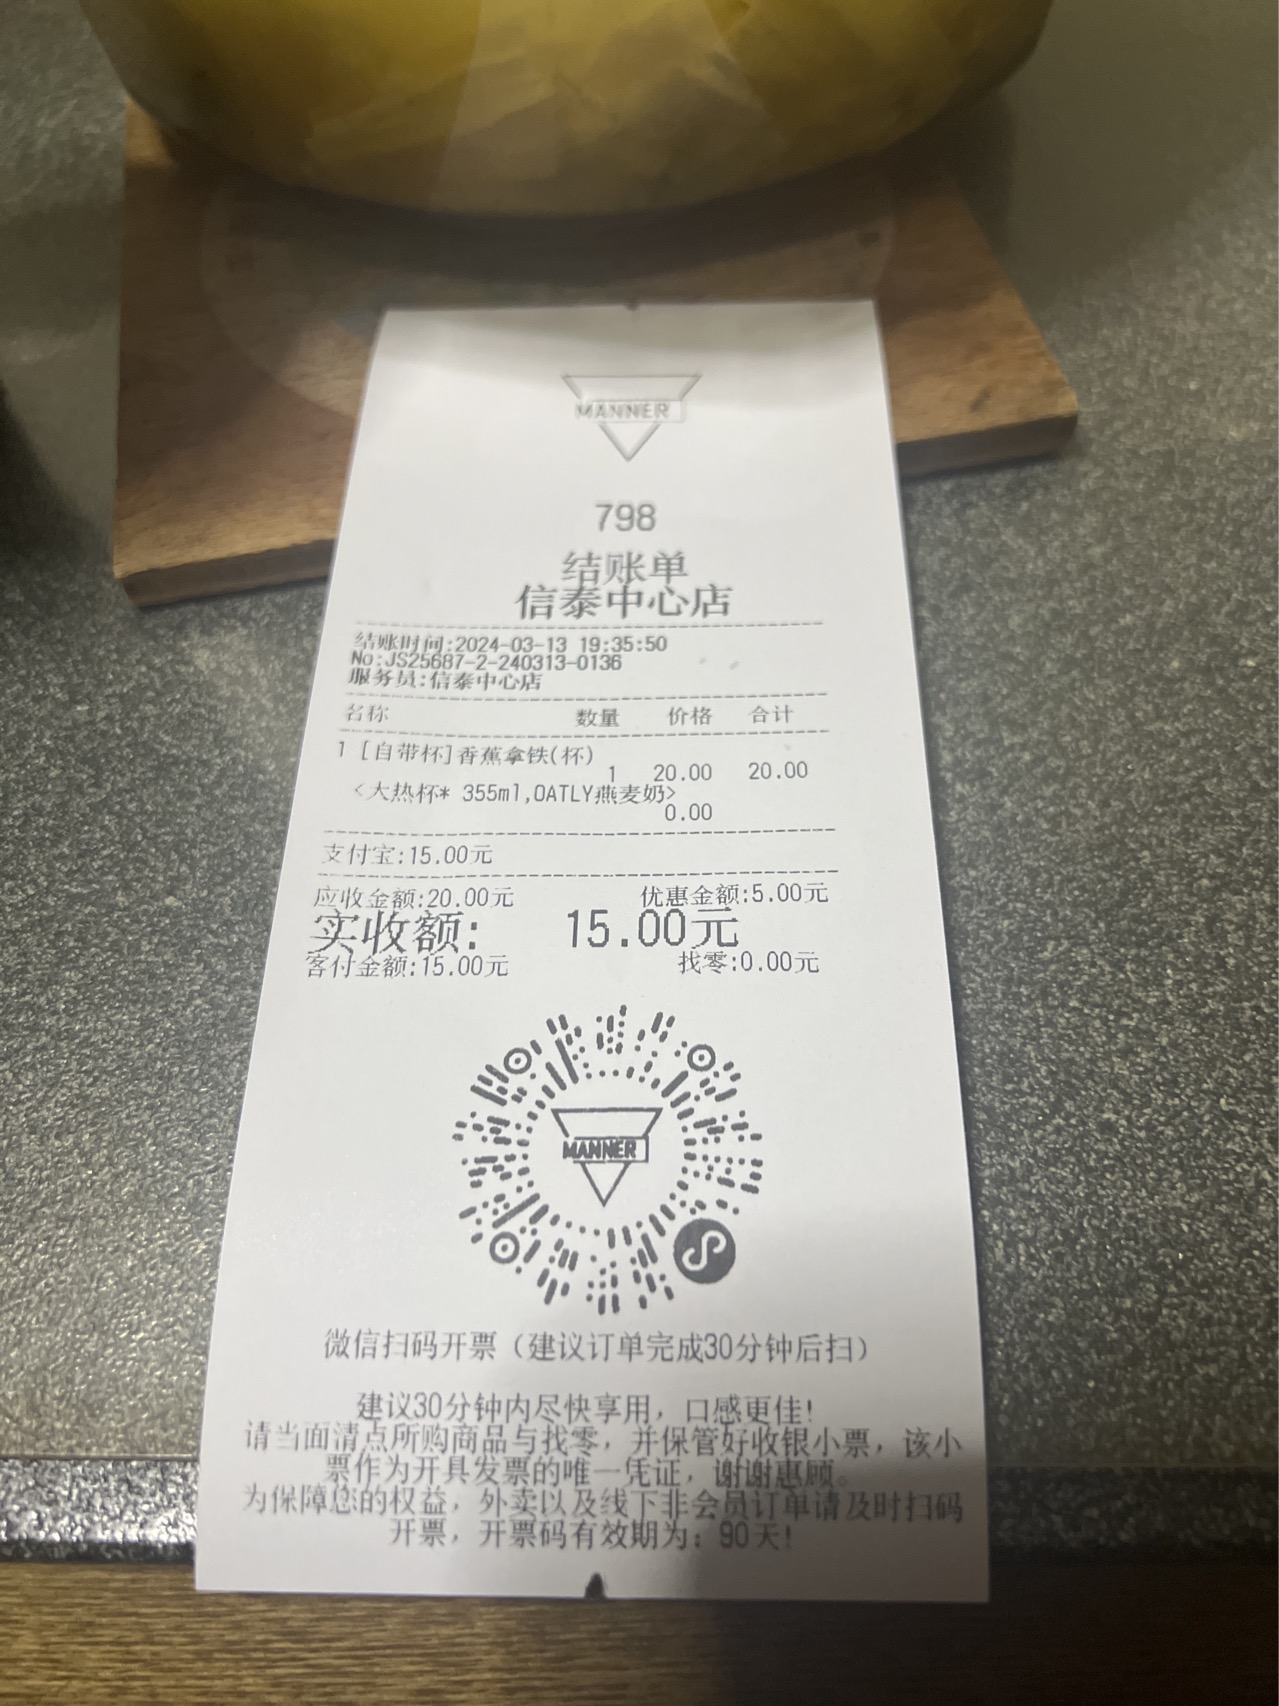 MANNER
798
结账单
信泰中心店
结账时间:2024-03-13 19:35:50
No:JS25687-2-240313-0136
服务员:信泰中心店
名称 数量 价格 合计
1 [自带杯]香蕉拿铁(杯)
1 20.00 20.00
<大热杯* 355ml,OATLY燕麦奶>
0.00
支付宝:15.00元
应收金额:20.00元 优惠金额:5.00元
实收额: 15.00元
客付金额:15.00元 找零:0.00元
MANNER
微信扫码开票（建议订单完成30分钟后扫）
建议30分钟内尽快享用，口感更佳!
请当面清点所购商品与找零，并保管好收银小票，该小
票作为开具发票的唯一凭证，谢谢惠顾。
为保障您的权益，外卖以及线下非会员订单请及时扫码
开票，开票码有效期为：90天!